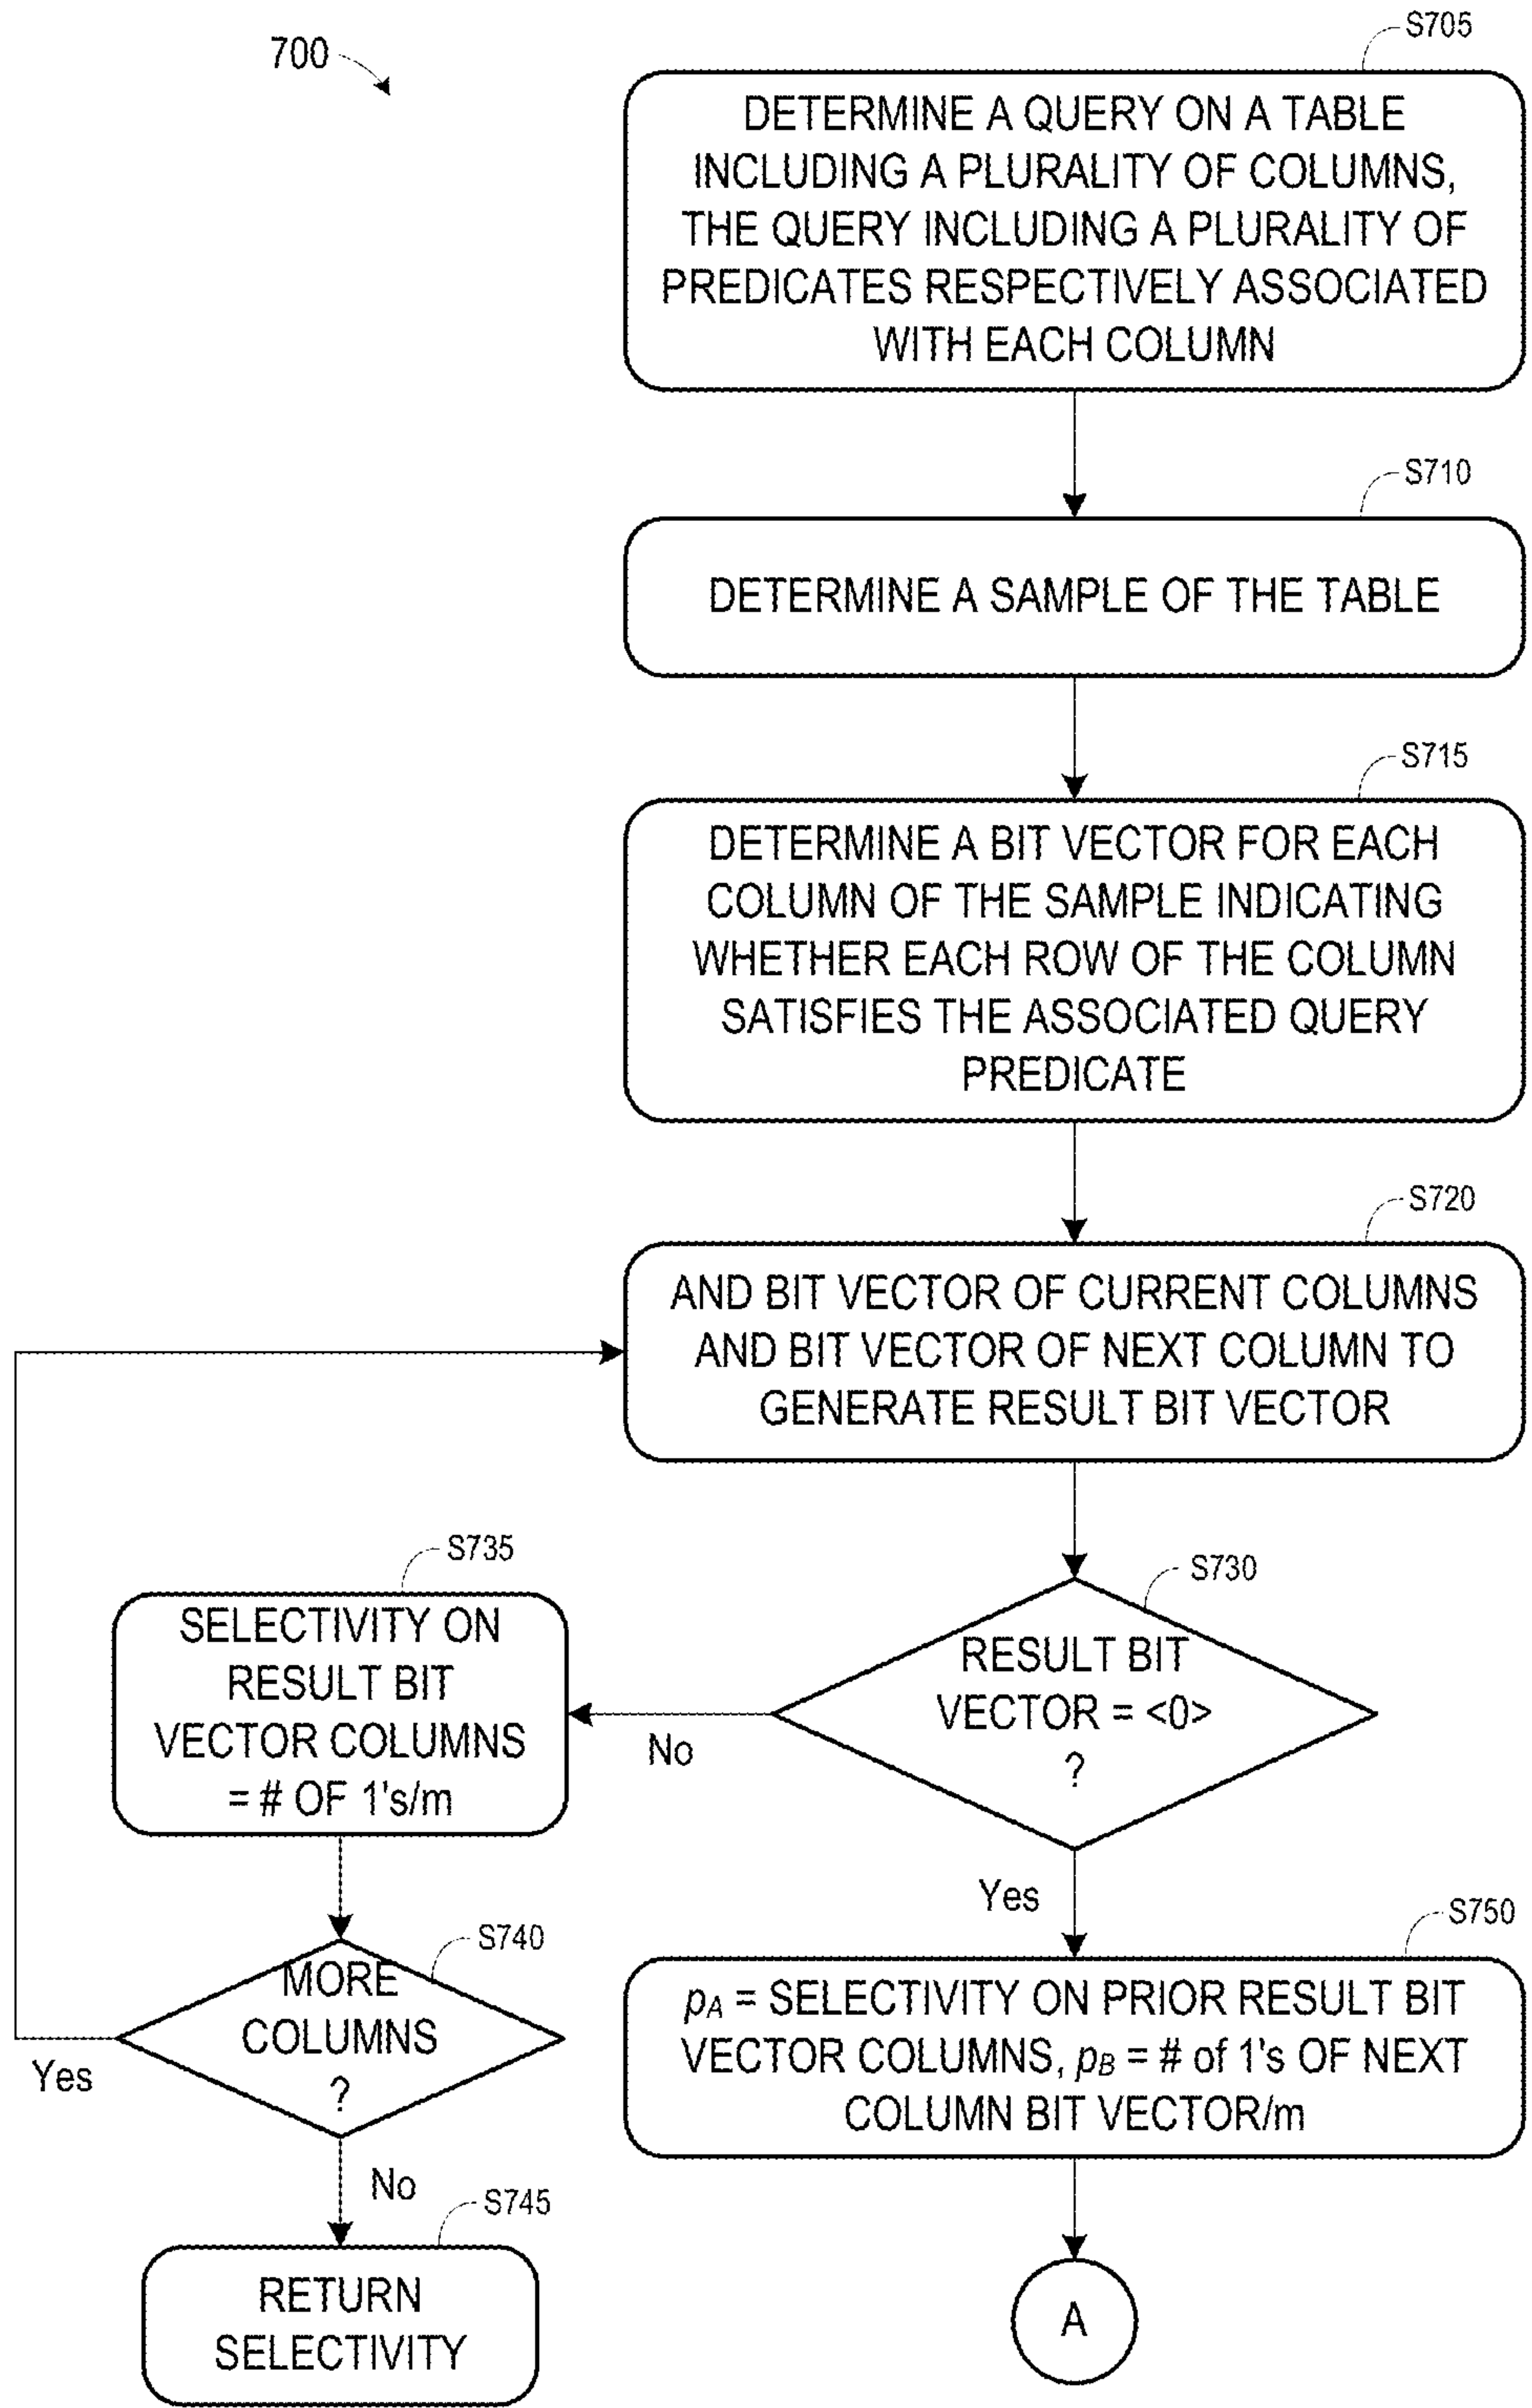 700
S705
DETERMINE A QUERY ON A TABLE
INCLUDING A PLURALITY OF COLUMNS,
THE QUERY INCLUDING A PLURALITY OF
PREDICATES RESPECTIVELY ASSOCIATED
WITH EACH COLUMN
S710
DETERMINE A SAMPLE OF THE TABLE
S715
DETERMINE A BIT VECTOR FOR EACH
COLUMN OF THE SAMPLE INDICATING
WHETHER EACH ROW OF THE COLUMN
SATISFIES THE ASSOCIATED QUERY
PREDICATE
S720
AND BIT VECTOR OF CURRENT COLUMNS
AND BIT VECTOR OF NEXT COLUMN TO
GENERATE RESULT BIT VECTOR
S730
RESULT BIT
VECTOR = <0>
?
No
Yes
S735
SELECTIVITY ON
RESULT BIT
VECTOR COLUMNS
= # OF 1's/m
S740
MORE
COLUMNS
?
Yes
No
S745
RETURN
SELECTIVITY
S750
pA = SELECTIVITY ON PRIOR RESULT BIT
VECTOR COLUMNS, pB = # of 1's OF NEXT
COLUMN BIT VECTOR/m
A